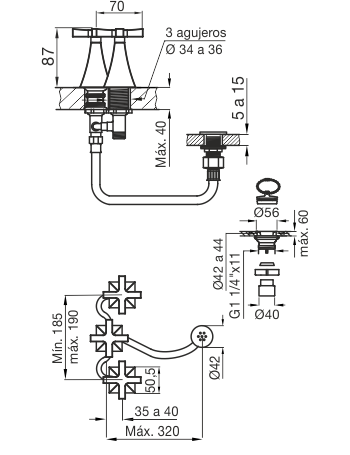 70
3 agujeros
Ø 34 a 36
87
5 a 15
Máx. 40
Ø56
máx. 60
Ø42 a 44
G1 1/4"x11
Ø40
Mín. 185
máx. 190
50,5
Ø42
35 a 40
Máx. 320